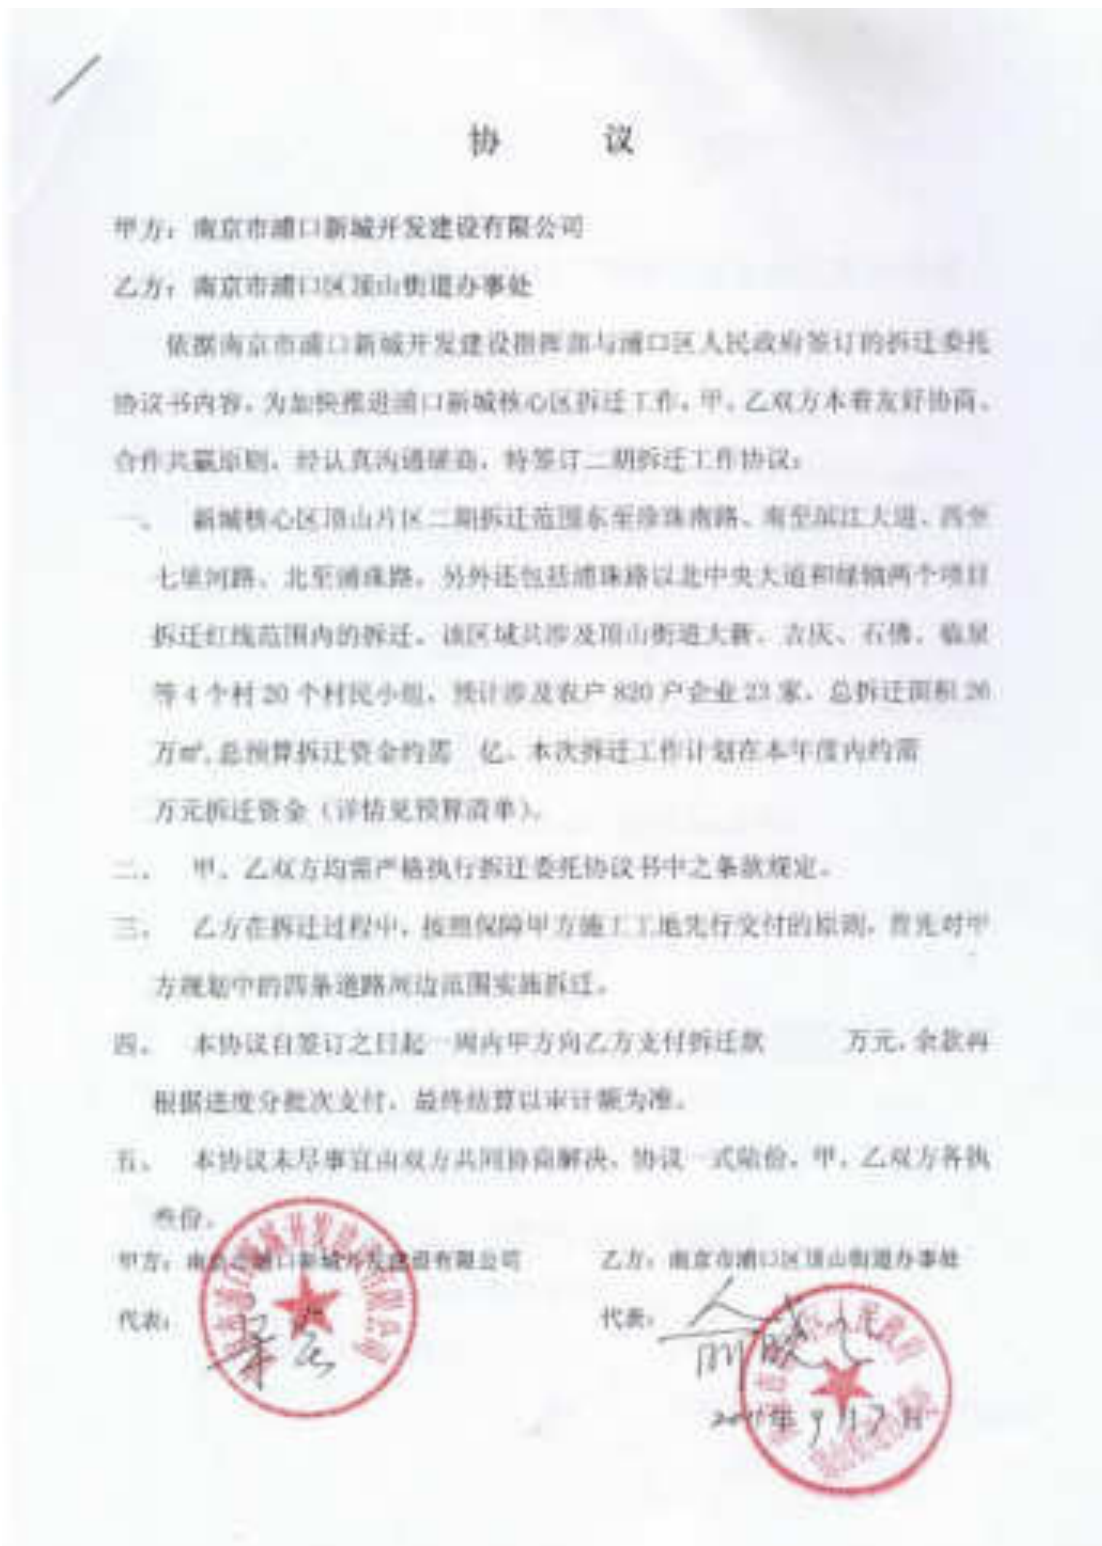 协 议
甲方：南京市浦口新城开发建设有限公司
乙方：南京市浦口区顶山街道办事处
依据南京市浦口新城开发建设指挥部与浦口区人民政府签订的拆迁委托
协议书内容，为加快推进浦口新城核心区拆迁工作，甲、乙双方本着友好协商、
合作共赢原则，经认真沟通磋商，特签订二期拆迁工作协议：
一、 新城核心区顶山片区二期拆迁范围东至珍珠南路、南至滨江大道、西至
七里河路、北至浦珠路。另外还包括浦珠路以北中央大道和绿轴两个项目
拆迁红线范围内的拆迁。该区域共涉及顶山街道大新、吉庆、石佛、临泉
等4个村20个村民小组，预计涉及农户820户企业23家，总拆迁面积26
万㎡，总预算拆迁资金约需 亿，本次拆迁工作计划在本年度内约需
万元拆迁资金（详情见预算清单）。
二、 甲、乙双方均需严格执行拆迁委托协议书中之条款规定。
三、 乙方在拆迁过程中，按照保障甲方施工工地先行交付的原则，首先对甲
方规划中的四条道路周边范围实施拆迁。
四、 本协议自签订之日起一周内甲方向乙方支付拆迁款 万元，余款再
根据进度分批次支付，最终结算以审计额为准。
五、 本协议未尽事宜由双方共同协商解决，协议一式陆份，甲、乙双方各执
叁份。
甲方：南京市浦口新城开发建设有限公司 乙方：南京市浦口区顶山街道办事处
代表： 代表：
2011年9月17日